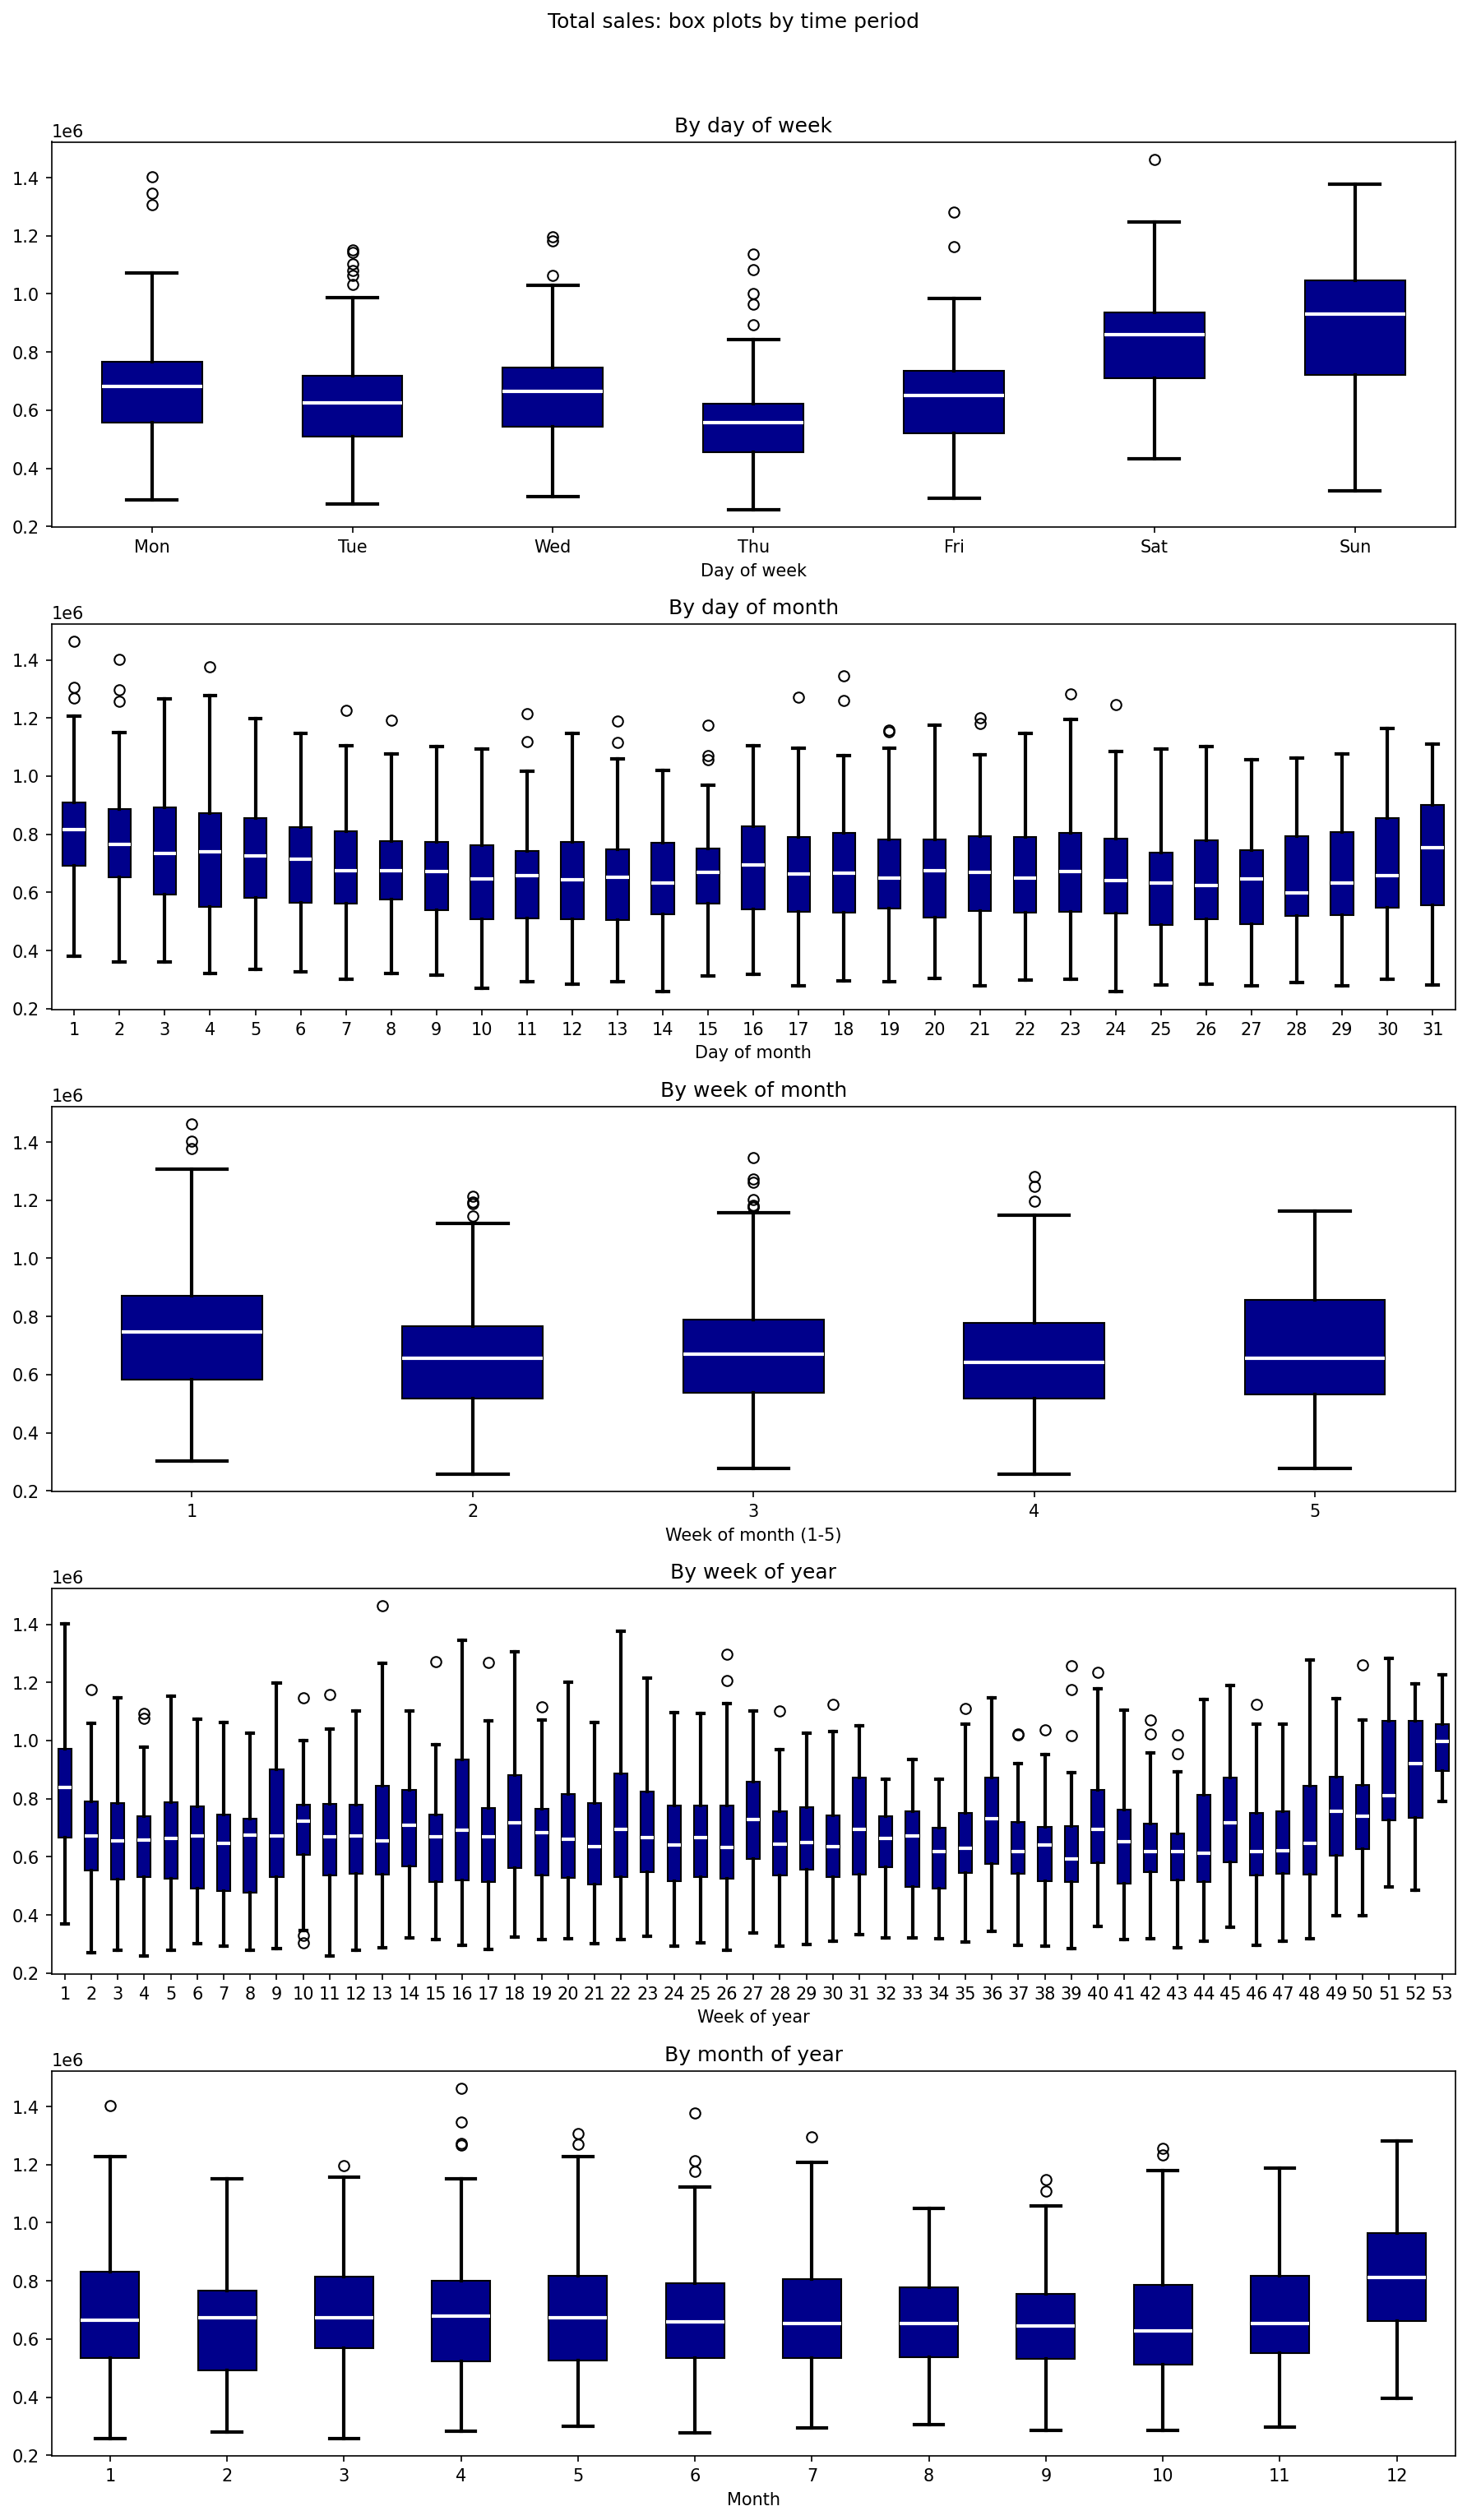 Total sales: box plots by time period
By day of week
1e6
1.4
1.2
1.0
0.8
0.6
0.4
0.2
Mon Tue Wed Thu Fri Sat Sun
Day of week
By day of month
1e6
1.4
1.2
1.0
0.8
0.6
0.4
0.2
1 2 3 4 5 6 7 8 9 10 11 12 13 14 15 16 17 18 19 20 21 22 23 24 25 26 27 28 29 30 31
Day of month
By week of month
1e6
1.4
1.2
1.0
0.8
0.6
0.4
0.2
1 2 3 4 5
Week of month (1-5)
By week of year
1e6
1.4
1.2
1.0
0.8
0.6
0.4
0.2
1 2 3 4 5 6 7 8 9 10 11 12 13 14 15 16 17 18 19 20 21 22 23 24 25 26 27 28 29 30 31 32 33 34 35 36 37 38 39 40 41 42 43 44 45 46 47 48 49 50 51 52 53
Week of year
By month of year
1e6
1.4
1.2
1.0
0.8
0.6
0.4
0.2
1 2 3 4 5 6 7 8 9 10 11 12
Month